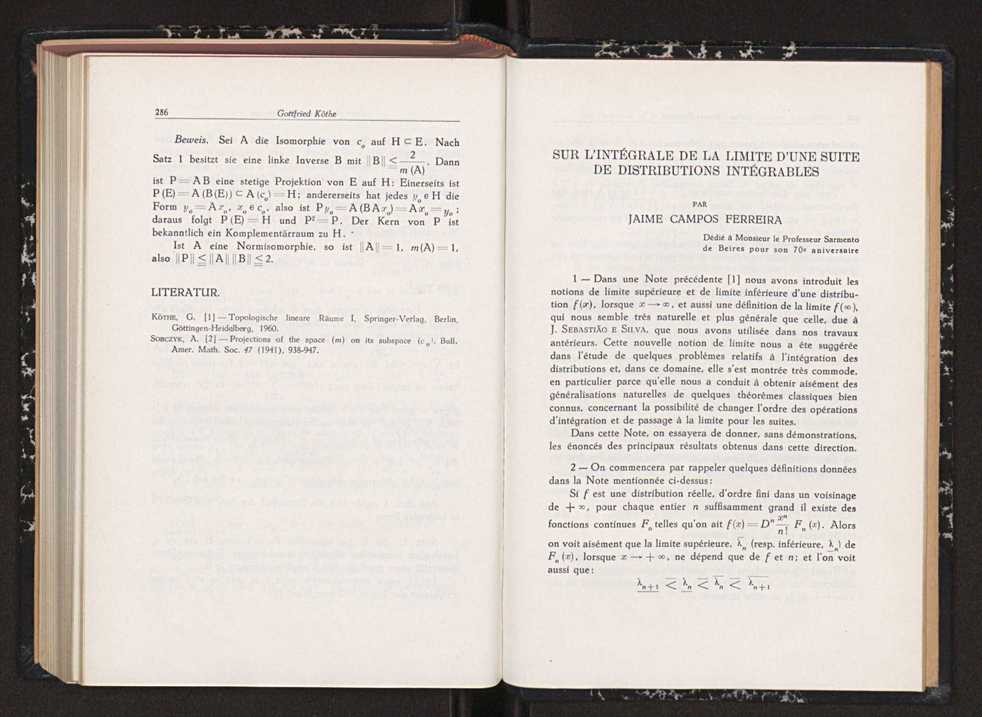 286 Gottfried Köthe
Beweis. Sei A die Isomorphie von c₀ auf H ⊂ E. Nach
Satz 1 besitzt sie eine linke Inverse B mit ‖B‖ ≤ 2/m(A). Dann
ist P = AB eine stetige Projektion von E auf H: Einerseits ist
P(E) = A(B(E)) ⊂ A(c₀) = H; andererseits hat jedes y₀ ϵ H die
Form y₀ = A x₀, x₀ ϵ c₀, also ist P y₀ = A(B A x₀) = A x₀ = y₀;
daraus folgt P(E) = H und P² = P. Der Kern von P ist
bekanntlich ein Komplementärraum zu H.
Ist A eine Normisomorphie, so ist ‖A‖ = 1, m(A) = 1,
also ‖P‖ ≤ ‖A‖ ‖B‖ ≤ 2.
LITERATUR.
KÖTHE, G. [1] — Topologische lineare Räume I, Springer-Verlag, Berlin,
Göttingen-Heidelberg, 1960.
SOBCZYK, A. [2] — Projections of the space (m) on its subspace (c₀), Bull.
Amer. Math. Soc. 47 (1941), 938-947.
SUR L'INTÉGRALE DE LA LIMITE D'UNE SUITE
DE DISTRIBUTIONS INTÉGRABLES
PAR
JAIME CAMPOS FERREIRA
Dédié à Monsieur le Professeur Sarmento
de Beires pour son 70e aniversaire
1 — Dans une Note précédente [1] nous avons introduit les
notions de limite supérieure et de limite inférieure d'une distribu-
tion f(x), lorsque x → ∞, et aussi une définition de la limite f(∞),
qui nous semble très naturelle et plus générale que celle, due à
J. SEBASTIÃO E SILVA, que nous avons utilisée dans nos travaux
antérieurs. Cette nouvelle notion de limite nous a été suggérée
dans l'étude de quelques problèmes relatifs à l'intégration des
distributions et, dans ce domaine, elle s'est montrée très commode,
en particulier parce qu'elle nous a conduit à obtenir aisément des
généralisations naturelles de quelques théorèmes classiques bien
connus, concernant la possibilité de changer l'ordre des opérations
d'intégration et de passage à la limite pour les suites.
Dans cette Note, on essayera de donner, sans démonstrations,
les énoncés des principaux résultats obtenus dans cette direction.
2 — On commencera par rappeler quelques définitions données
dans la Note mentionnée ci-dessus:
Si f est une distribution réelle, d'ordre fini dans un voisinage
de +∞, pour chaque entier n suffisamment grand il existe des
fonctions continues Fₙ telles qu'on ait f(x) = Dⁿ xⁿ/n! Fₙ(x). Alors
on voit aisément que la limite supérieure, λ̅ₙ (resp. inférieure, λ̲ₙ) de
Fₙ(x), lorsque x → +∞, ne dépend que de f et n; et l'on voit
aussi que:
λ̲ₙ₊₁ ≤ λ̲ₙ ≤ λ̅ₙ ≤ λ̅ₙ₊₁